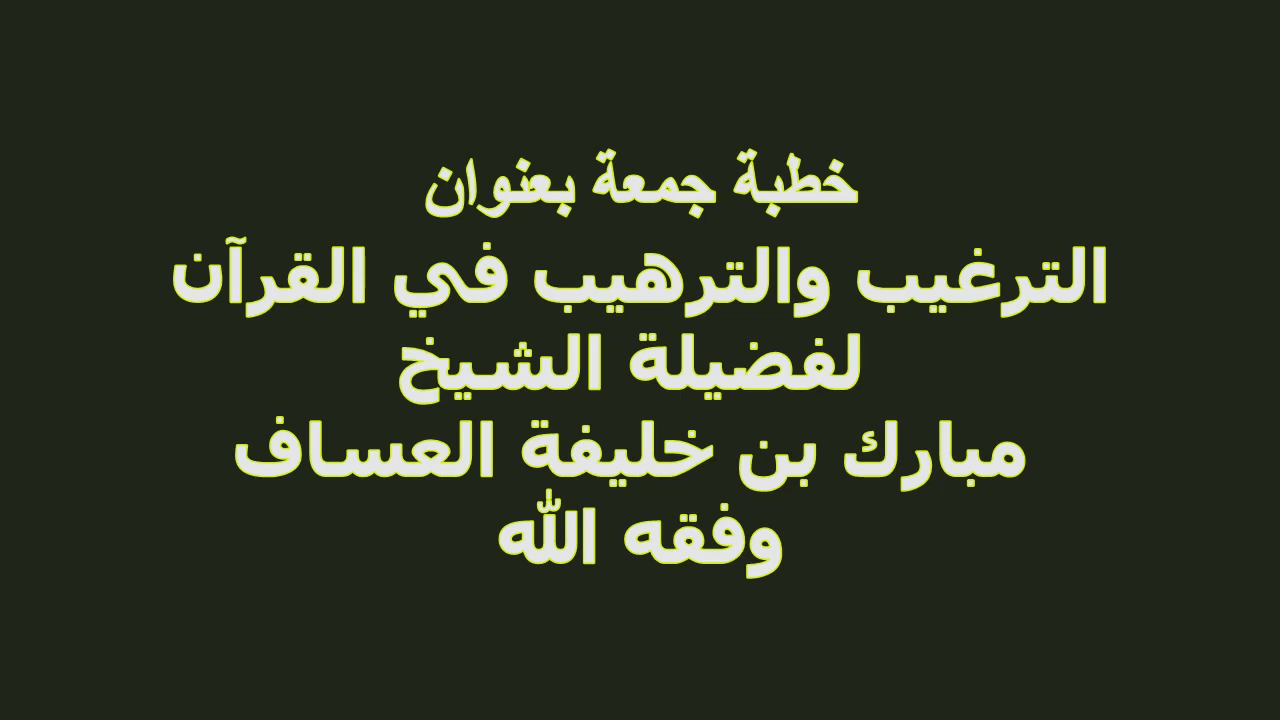 خطبة جمعة بعنوان
الترغيب والترهيب في القرآن
لفضيلة الشيخ
مبارك بن خليفة العساف
وفقه الله